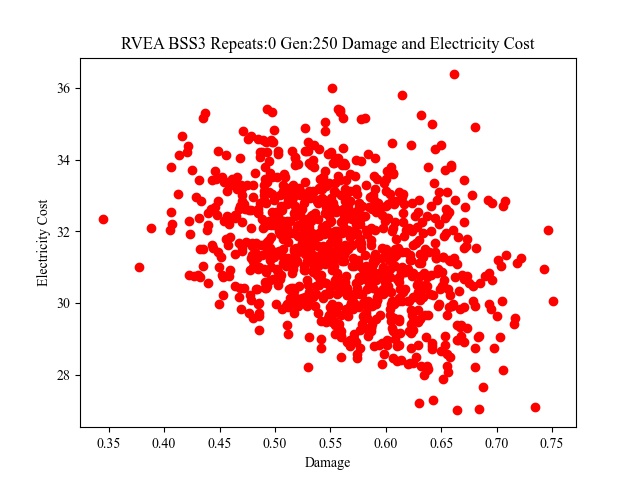 RVEA BSS3 Repeats:0 Gen:250 Damage and Electricity Cost
36
34
32
30
28
Electricity Cost
0.35 0.40 0.45 0.50 0.55 0.60 0.65 0.70 0.75
Damage